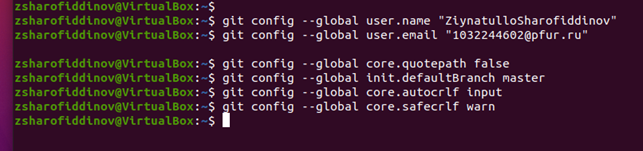 zsharofiddinov@VirtualBox:~$
zsharofiddinov@VirtualBox:~$ git config --global user.name "ZiynatulloSharofiddinov"
zsharofiddinov@VirtualBox:~$ git config --global user.email "1032244602@pfur.ru"
zsharofiddinov@VirtualBox:~$ git config --global core.quotepath false
zsharofiddinov@VirtualBox:~$ git config --global init.defaultBranch master
zsharofiddinov@VirtualBox:~$ git config --global core.autocrlf input
zsharofiddinov@VirtualBox:~$ git config --global core.safecrlf warn
zsharofiddinov@VirtualBox:~$